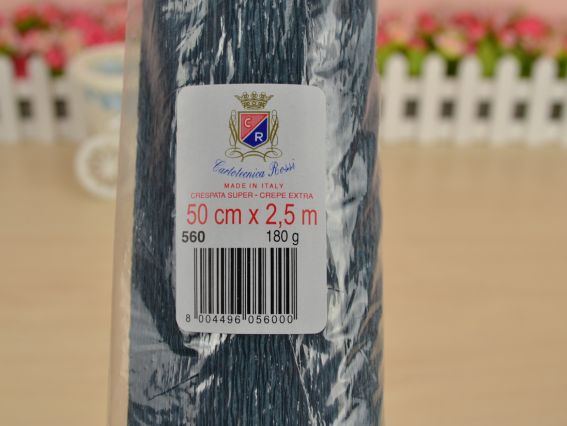 C
R
Cartotecnica Rossi
MADE IN ITALY
CRESPATA SUPER - CREPE EXTRA
50 cm x 2,5 m
560 180 g
8 004496 056000